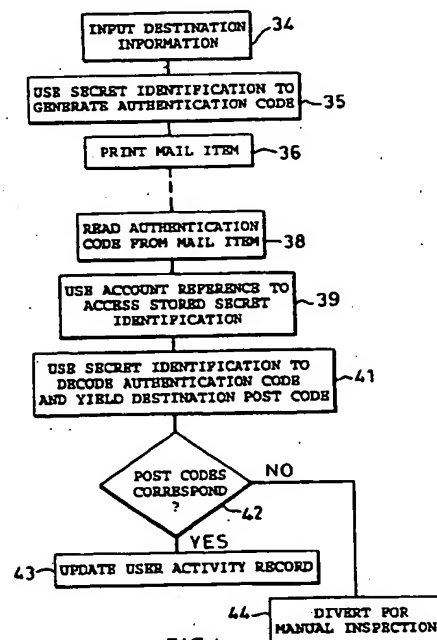 INPUT DESTINATION
INFORMATION
34
USE SECRET IDENTIFICATION TO
GENERATE AUTHENTICATION CODE
35
PRINT MAIL ITEM
36
READ AUTHENTICATION
CODE FROM MAIL ITEM
38
USE ACCOUNT REFERENCE TO
ACCESS STORED SECRET
IDENTIFICATION
39
USE SECRET IDENTIFICATION TO
DECODE AUTHENTICATION CODE
AND YIELD DESTINATION POST CODE
41
POST CODES
CORRESPOND
?
42
NO
YES
43
UPDATE USER ACTIVITY RECORD
44
DIVERT FOR
MANUAL INSPECTION